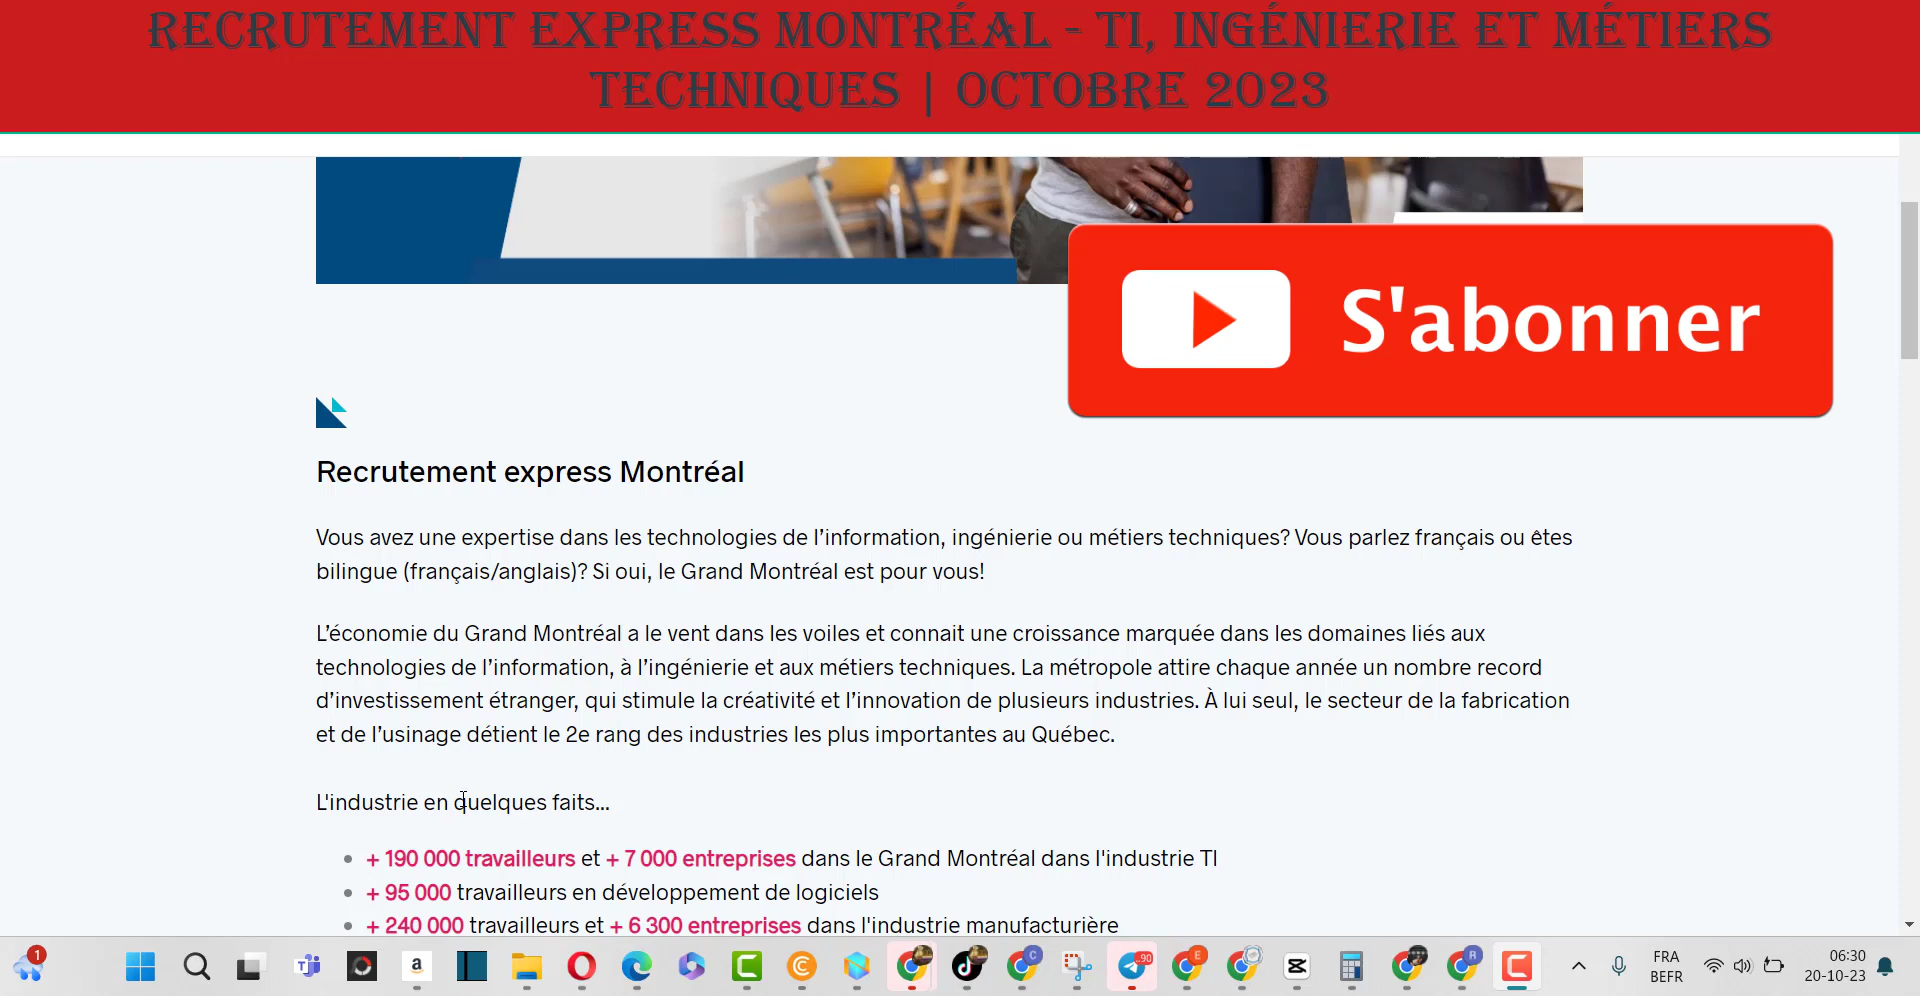 RECRUTEMENT EXPRESS MONTRÉAL - TI, INGÉNIERIE ET MÉTIERS
TECHNIQUES | OCTOBRE 2023
S'abonner
Recrutement express Montréal
Vous avez une expertise dans les technologies de l’information, ingénierie ou métiers techniques? Vous parlez français ou êtes
bilingue (français/anglais)? Si oui, le Grand Montréal est pour vous!
L’économie du Grand Montréal a le vent dans les voiles et connait une croissance marquée dans les domaines liés aux
technologies de l’information, à l’ingénierie et aux métiers techniques. La métropole attire chaque année un nombre record
d’investissement étranger, qui stimule la créativité et l’innovation de plusieurs industries. À lui seul, le secteur de la fabrication
et de l’usinage détient le 2e rang des industries les plus importantes au Québec.
L'industrie en quelques faits...
+ 190 000 travailleurs et + 7 000 entreprises dans le Grand Montréal dans l'industrie TI
+ 95 000 travailleurs en développement de logiciels
+ 240 000 travailleurs et + 6 300 entreprises dans l'industrie manufacturière
1
a
C
..90
E
R
FRA
BEFR
06:30
20-10-23